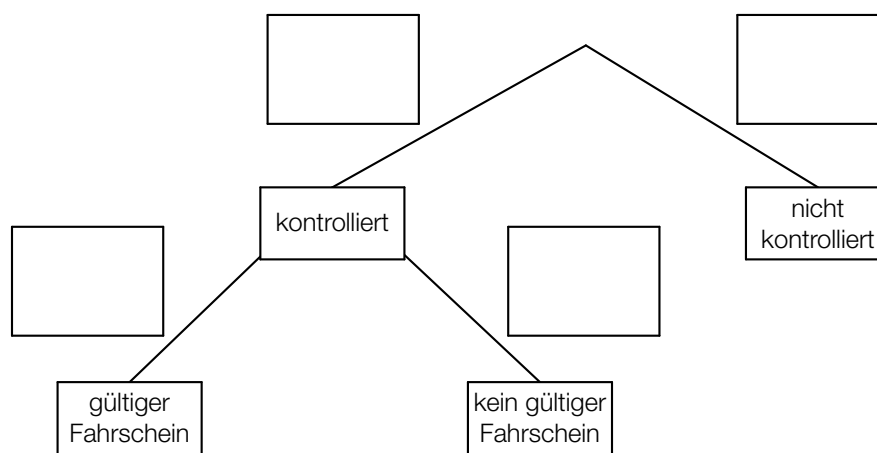 kontrolliert
nicht
kontrolliert
gültiger
Fahrschein
kein gültiger
Fahrschein